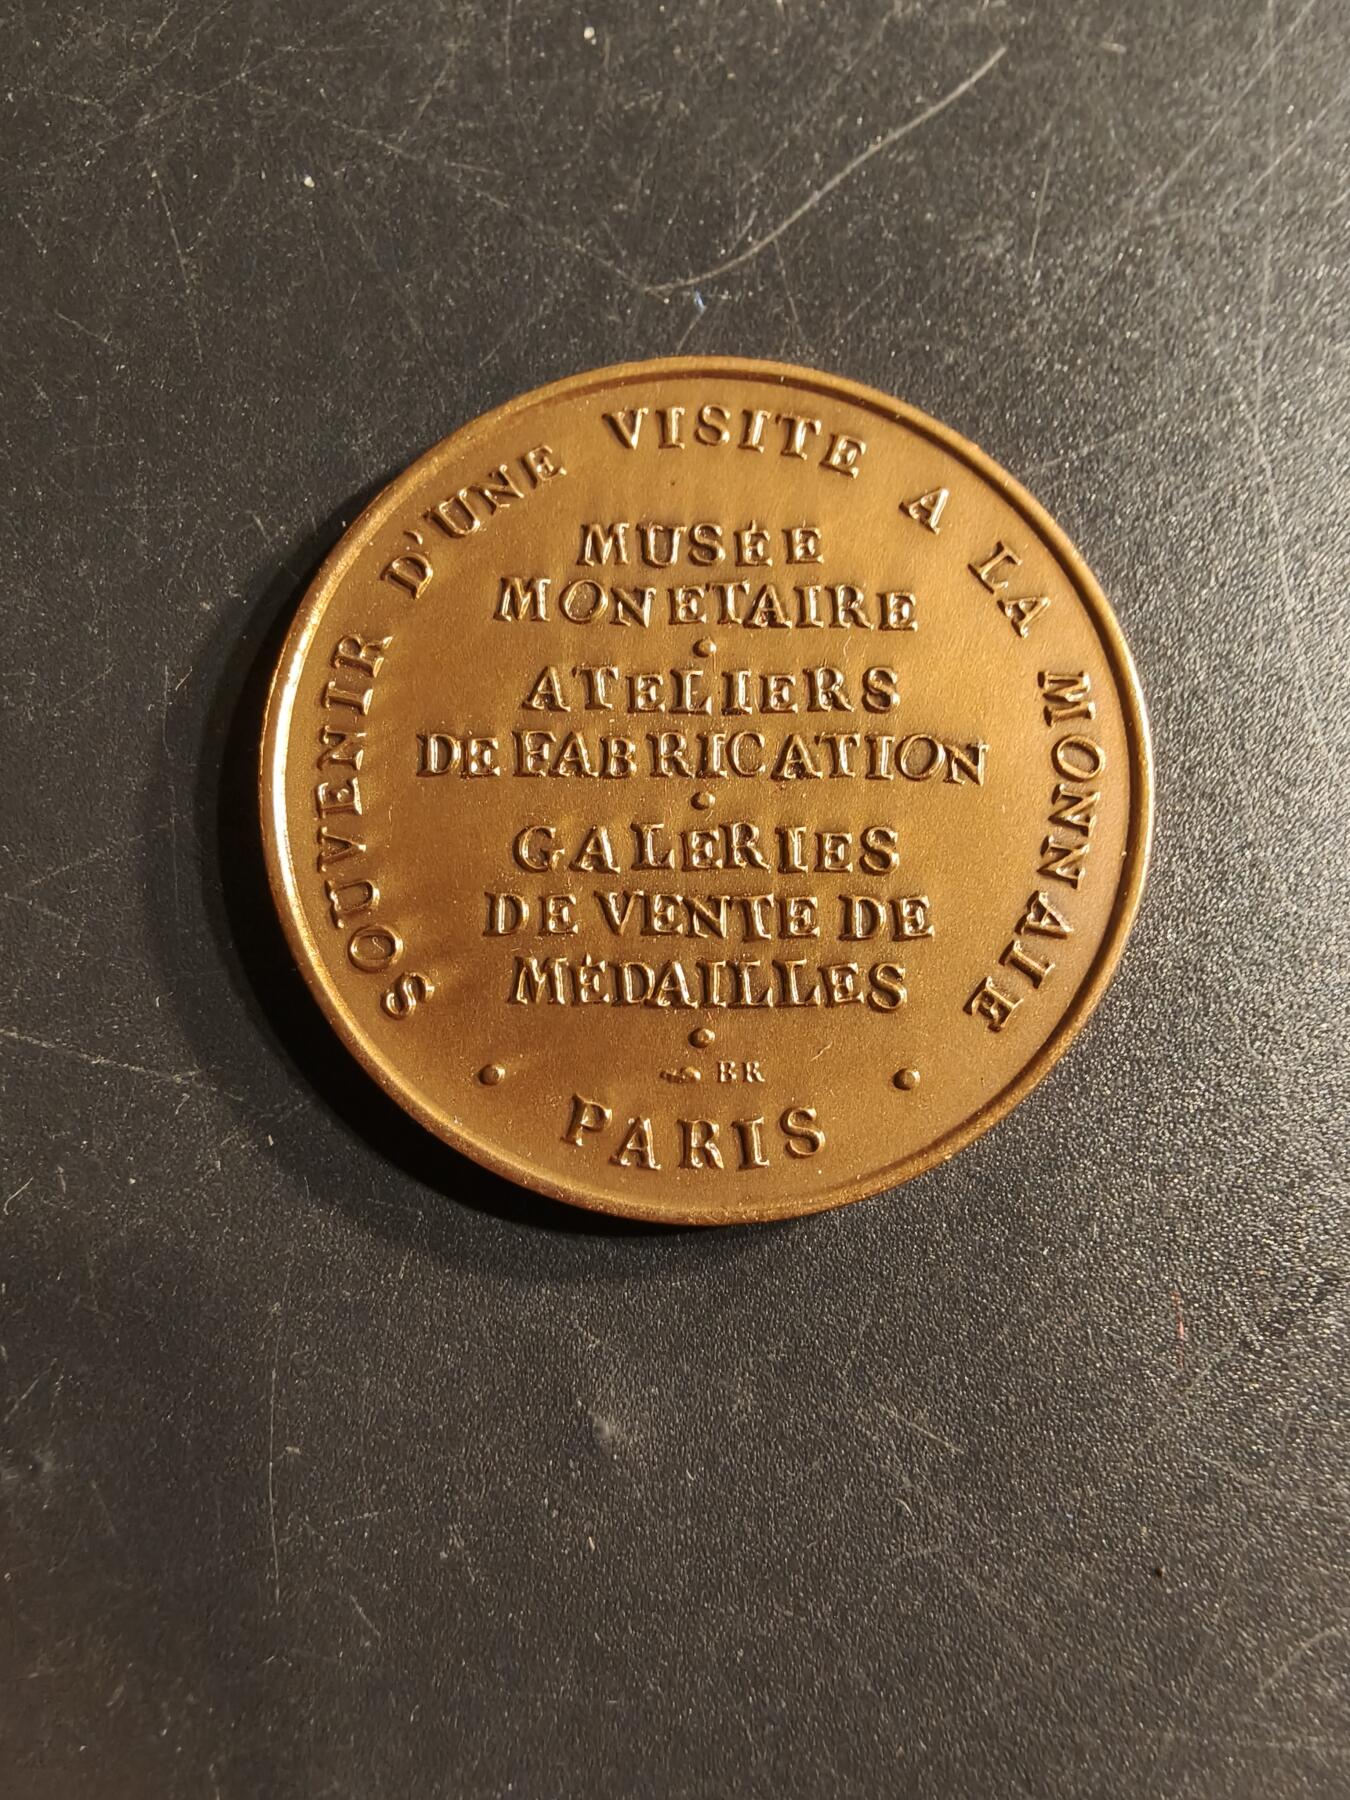 SOUVENIR D'UNE VISITE A LA MONNAIE
MUSÉE
MONETAIRE
ATELIERS
DE FABRICATION
GALERIES
DE VENTE DE
MÉDAILLES
BR
PARIS